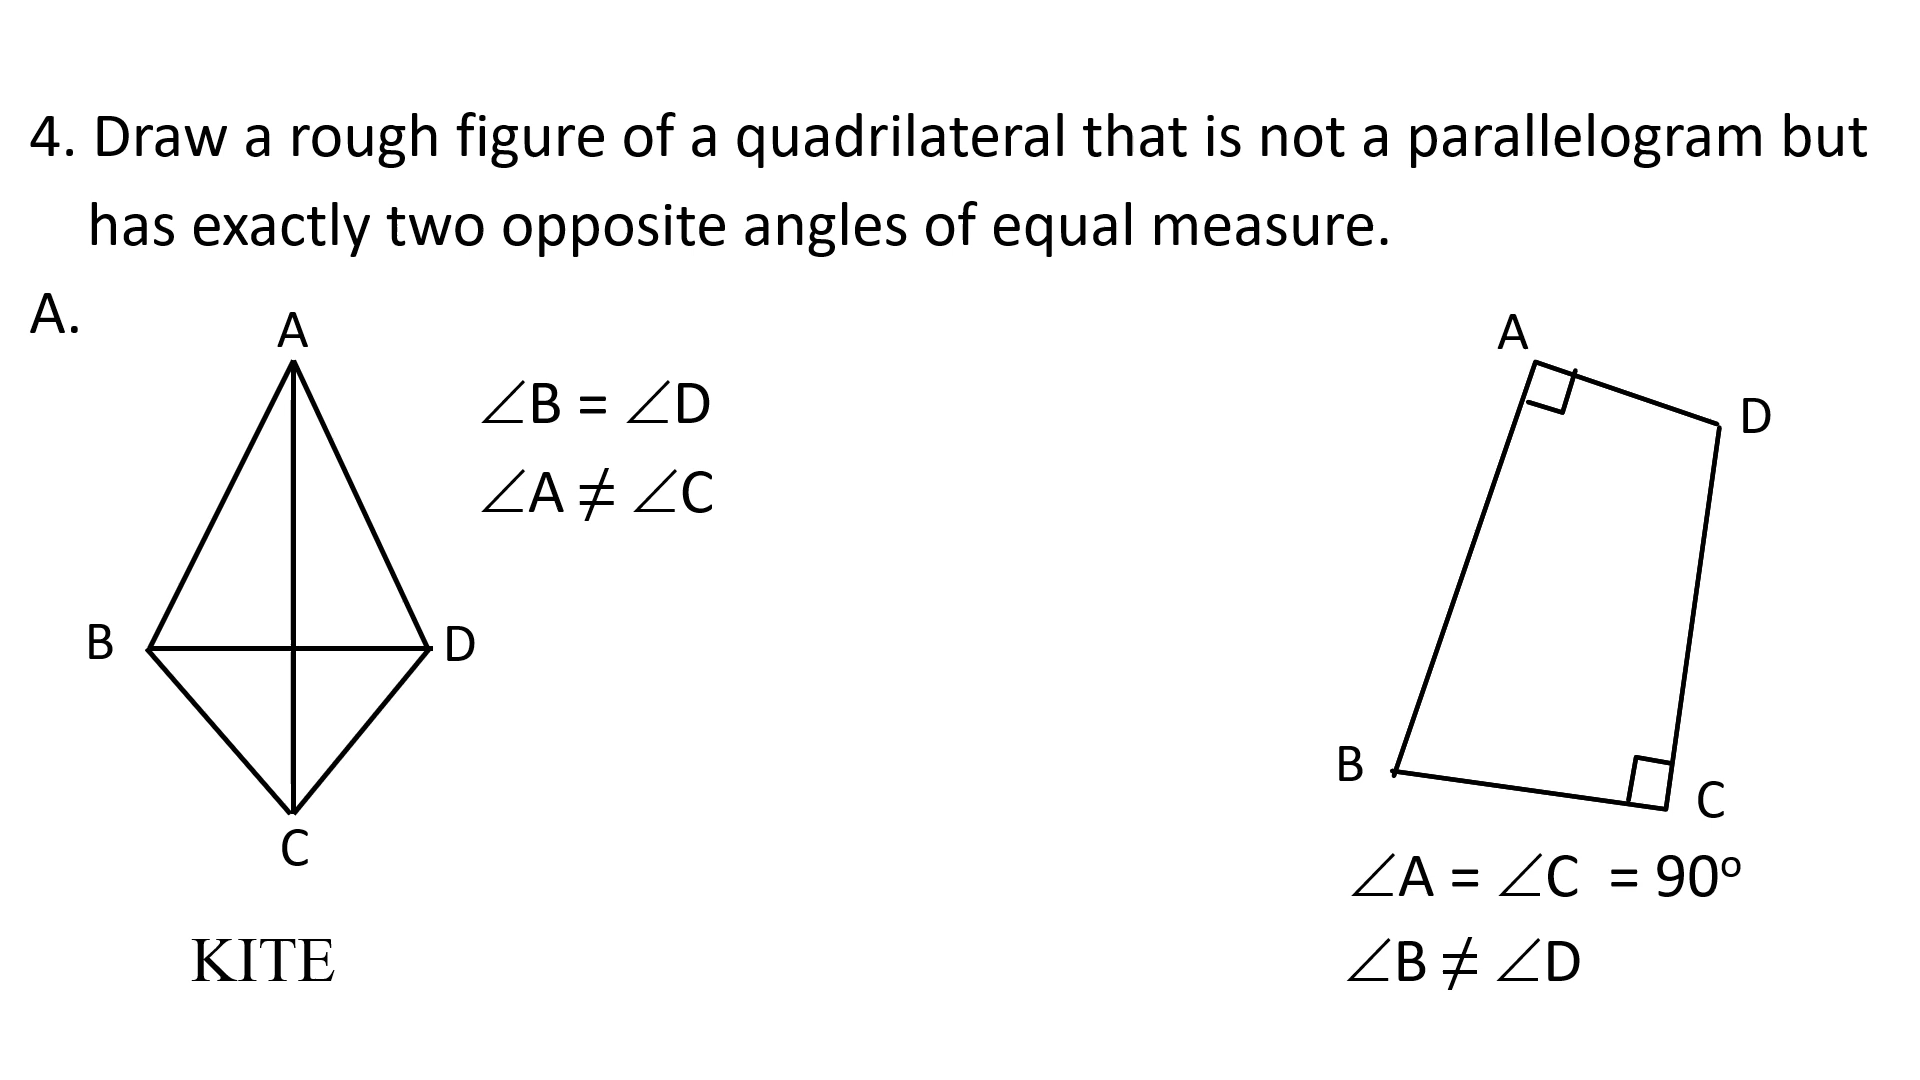 4. Draw a rough figure of a quadrilateral that is not a parallelogram but
has exactly two opposite angles of equal measure.
A.
A
∠B = ∠D
∠A ≠ ∠C
B
D
C
KITE
A
D
B
C
∠A = ∠C = 90º
∠B ≠ ∠D